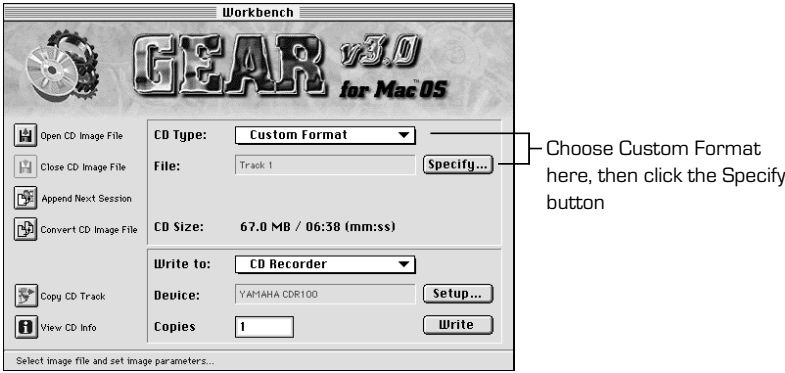 Workbench
GEAR v3.0
for Mac™OS
Open CD Image File
Close CD Image File
Append Next Session
Convert CD Image File
Copy CD Track
View CD Info
CD Type: Custom Format
File: Track 1 Specify...
CD Size: 67.0 MB / 06:38 (mm:ss)
Write to: CD Recorder
Device: YAMAHA CDR100 Setup...
Copies 1 Write
Select image file and set image parameters...
Choose Custom Format
here, then click the Specify
button